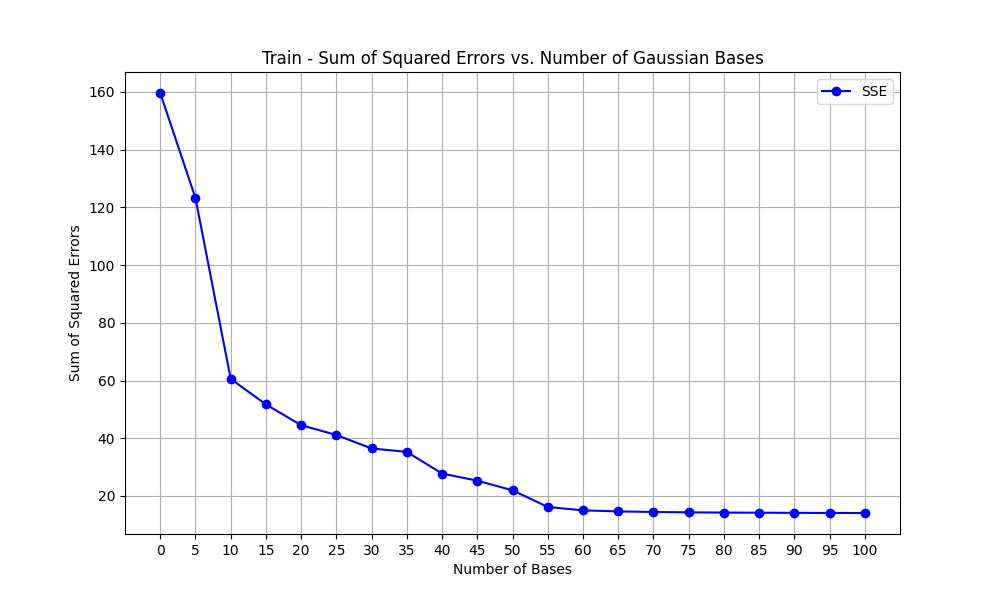 Train - Sum of Squared Errors vs. Number of Gaussian Bases
SSE
Sum of Squared Errors
160
140
120
100
80
60
40
20
0 5 10 15 20 25 30 35 40 45 50 55 60 65 70 75 80 85 90 95 100
Number of Bases